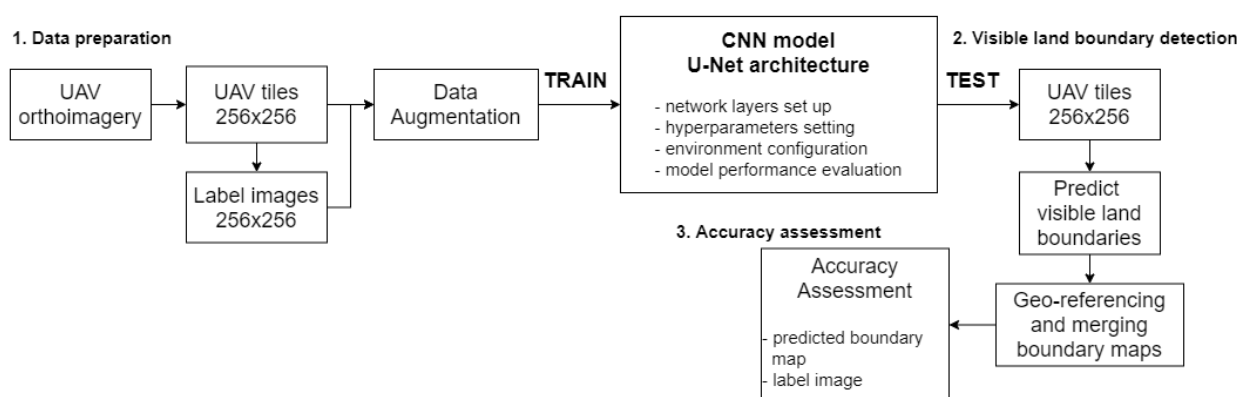 1. Data preparation
UAV
orthoimagery
UAV tiles
256x256
Label images
256x256
Data
Augmentation
TRAIN
CNN model
U-Net architecture
- network layers set up
- hyperparameters setting
- environment configuration
- model performance evaluation
TEST
2. Visible land boundary detection
UAV tiles
256x256
Predict
visible land
boundaries
Geo-referencing
and merging
boundary maps
3. Accuracy assessment
Accuracy
Assessment
- predicted boundary
map
- label image